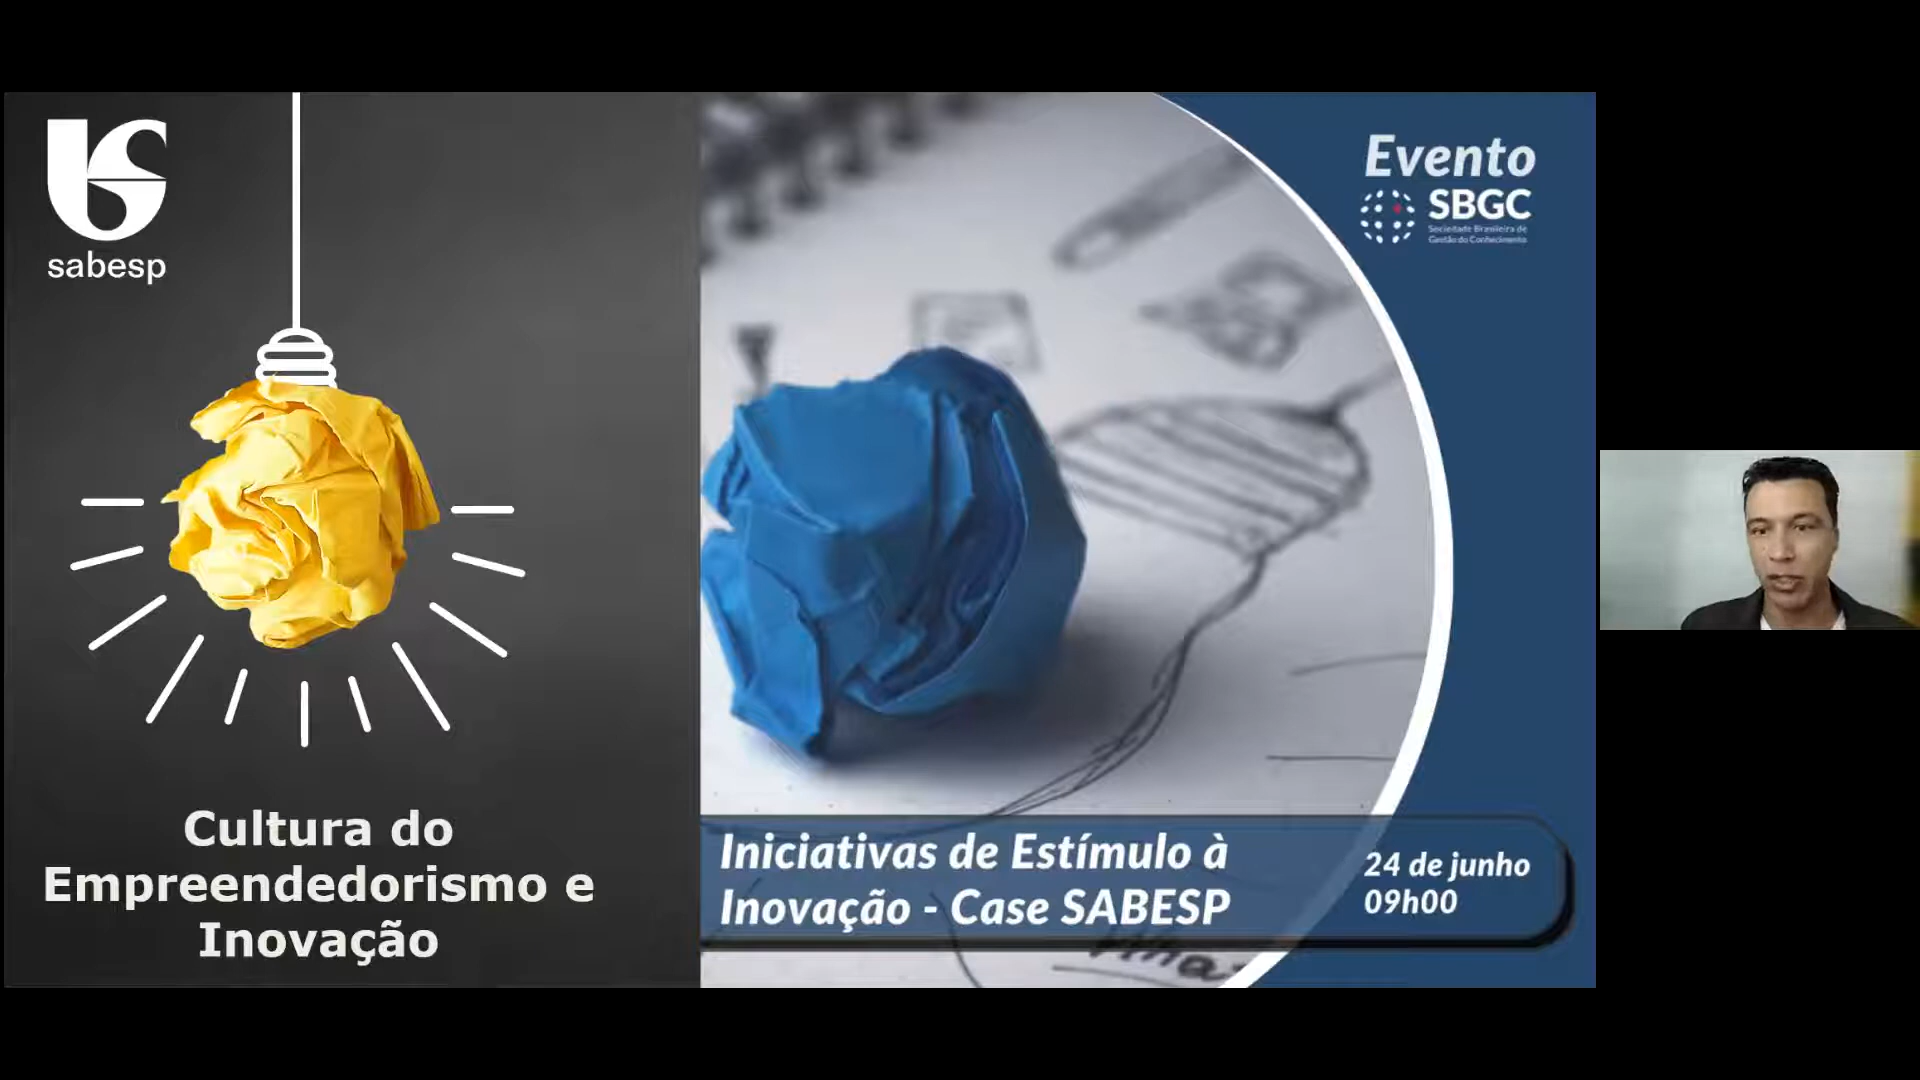 sabesp
Cultura do
Empreendedorismo e
Inovação
Evento
SBGC
Sociedade Brasileira de
Gestão do Conhecimento
Iniciativas de Estímulo à
Inovação - Case SABESP
24 de junho
09h00